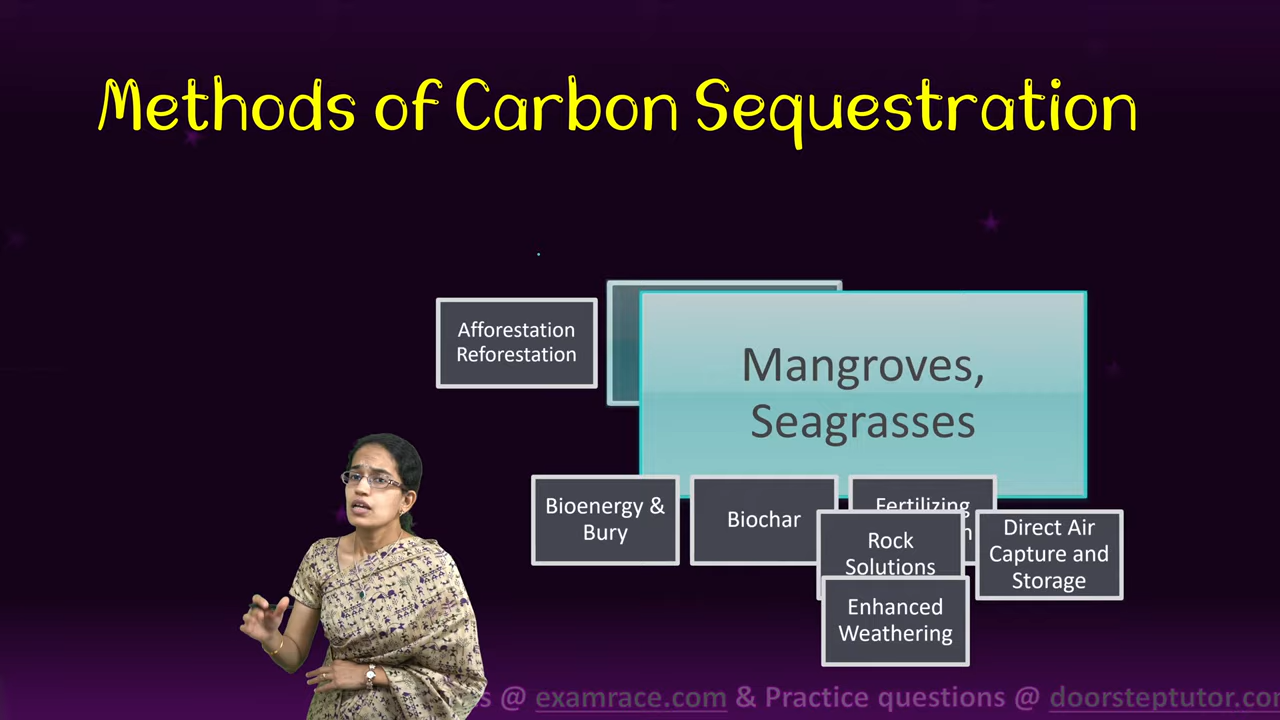 Methods of Carbon Sequestration
Afforestation
Reforestation
Mangroves,
Seagrasses
Bioenergy &
Bury
Biochar
Fertilizing
Rock
Solutions
Direct Air
Capture and
Storage
Enhanced
Weathering
@ examrace.com & Practice questions @ doorsteptutor.co